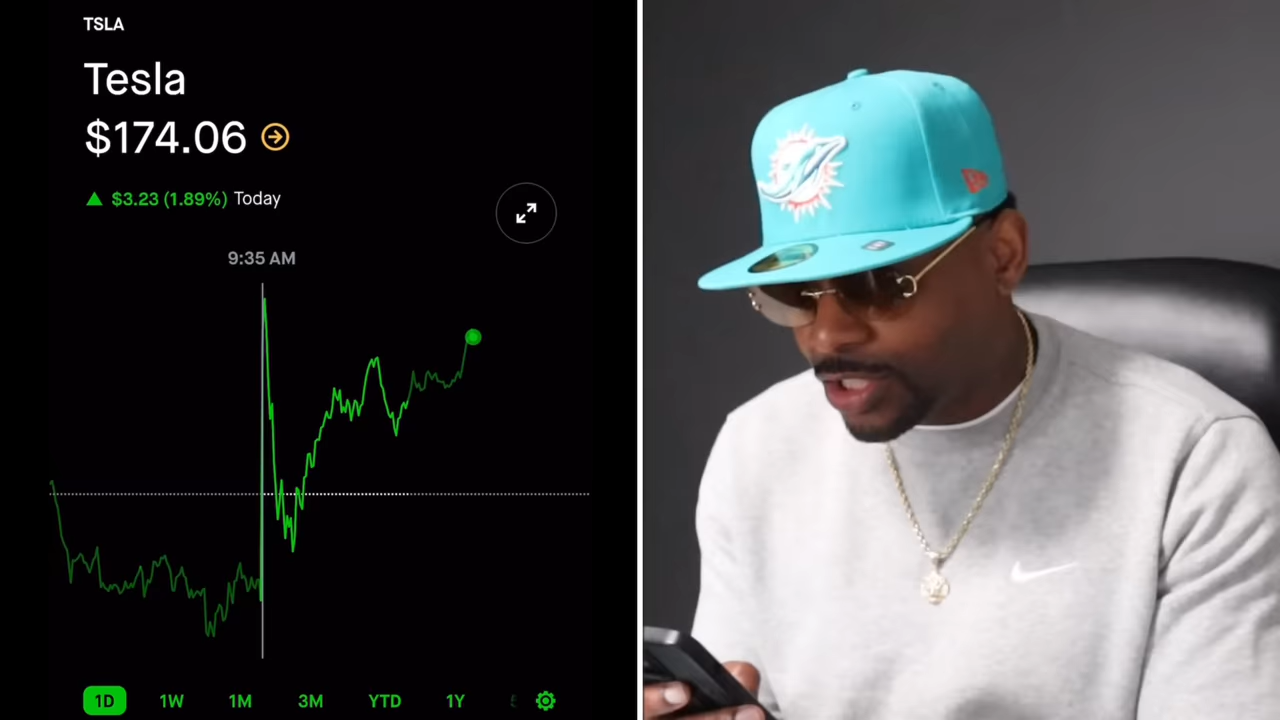 TSLA
Tesla
$174.06
$3.23 (1.89%) Today
9:35 AM
1D 1W 1M 3M YTD 1Y